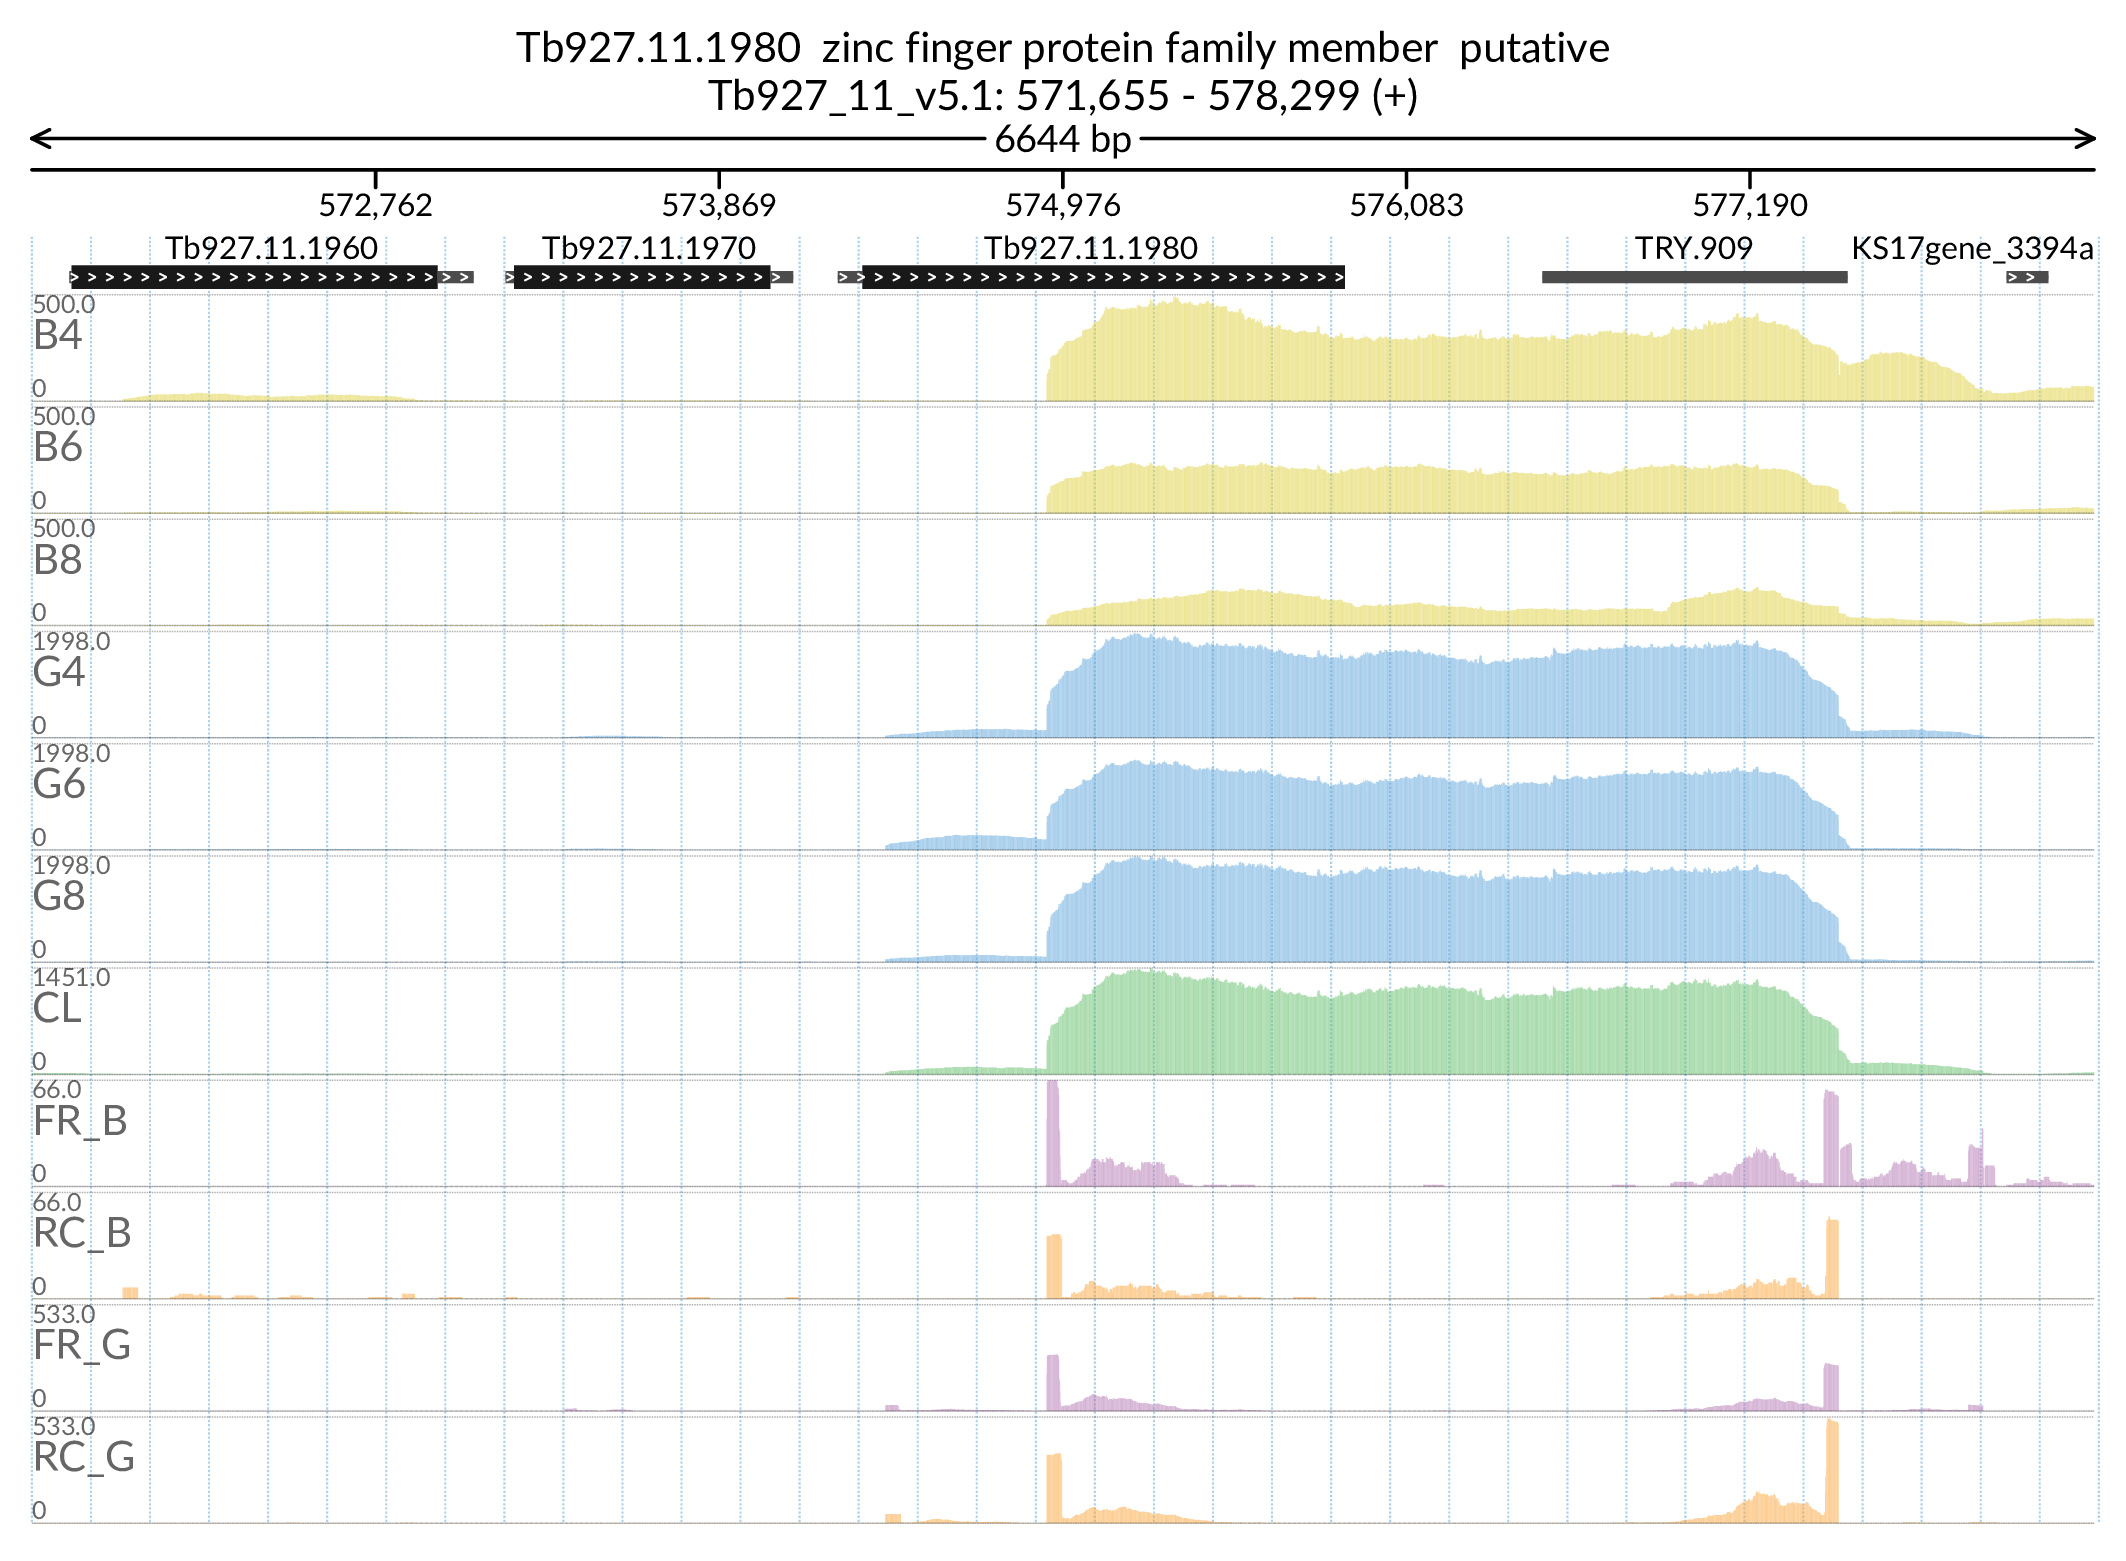 Tb927.11.1980 zinc finger protein family member putative
Tb927_11_v5.1: 571,655 - 578,299 (+)
6644 bp
572,762 573,869 574,976 576,083 577,190
Tb927.11.1960 Tb927.11.1970 Tb927.11.1980 TRY.909 KS17gene_3394a
500.0
B4
0
500.0
B6
0
500.0
B8
0
1998.0
G4
0
1998.0
G6
0
1998.0
G8
0
1451.0
CL
0
66.0
FR_B
0
66.0
RC_B
0
533.0
FR_G
0
533.0
RC_G
0